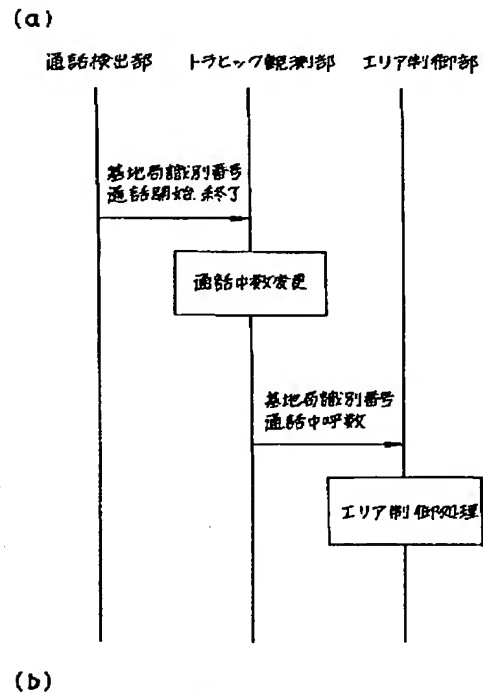 (a)
通話検出部 トラヒック観測部 エリア制御部
基地局識別番号
通話開始.終了
通話中数変更
基地局識別番号
通話中呼数
エリア制御処理
(b)